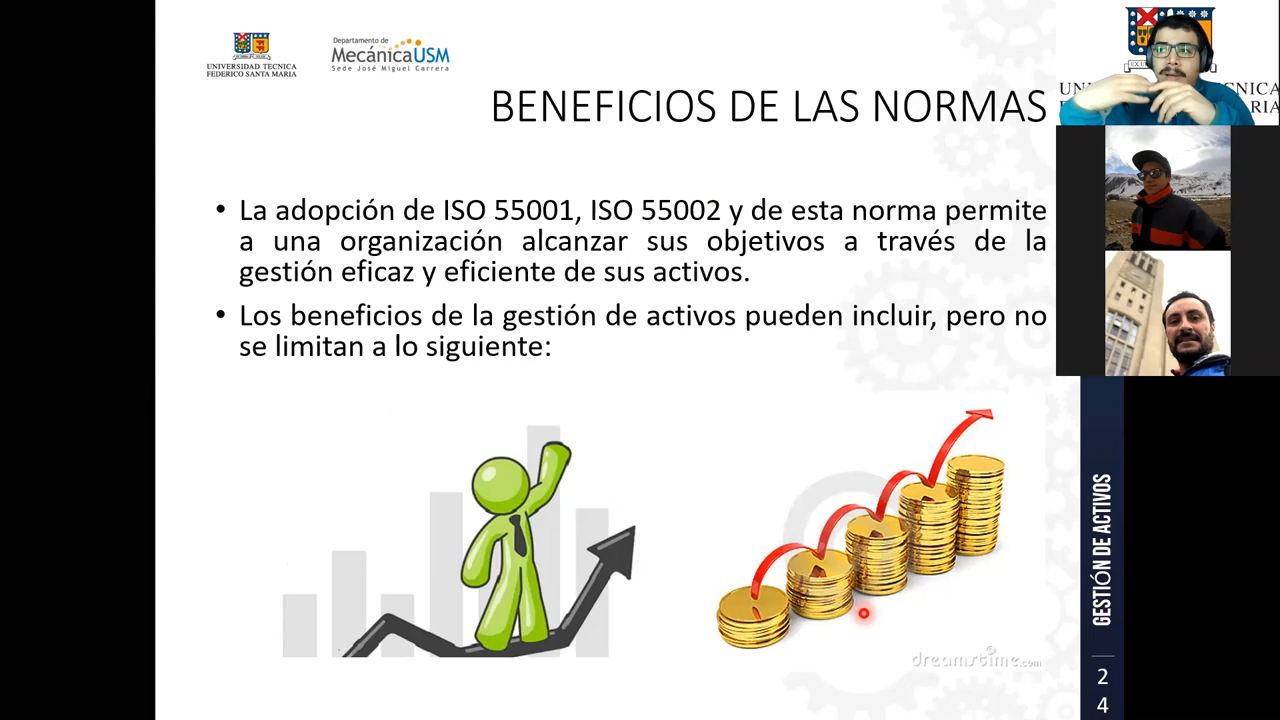 UNIVERSIDAD TECNICA
FEDERICO SANTA MARIA
Departamento de
MecánicaUSM
Sede José Miguel Carrera
BENEFICIOS DE LAS NORMAS
• La adopción de ISO 55001, ISO 55002 y de esta norma permite
a una organización alcanzar sus objetivos a través de la
gestión eficaz y eficiente de sus activos.
• Los beneficios de la gestión de activos pueden incluir, pero no
se limitan a lo siguiente:
dreamstime.com
GESTIÓN DE ACTIVOS
2
4